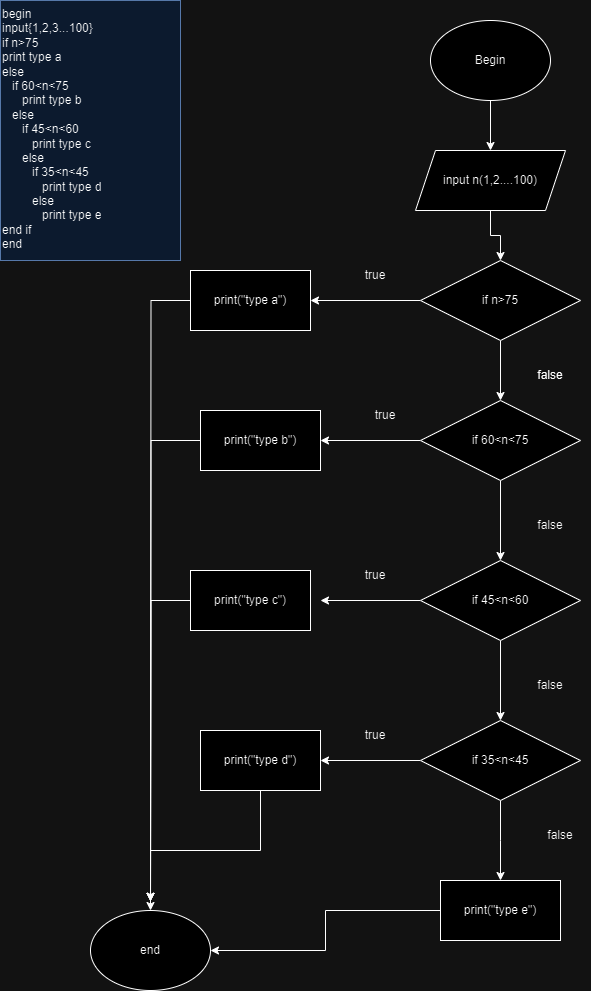 begin
input{1,2,3...100}
if n>75
print type a
else
if 60<n<75
print type b
else
if 45<n<60
print type c
else
if 35<n<45
print type d
else
print type e
end if
end
Begin
input n(1,2....100)
if n>75
true
print("type a")
false
if 60<n<75
true
print("type b")
false
if 45<n<60
true
print("type c")
false
if 35<n<45
true
print("type d")
false
print("type e")
end